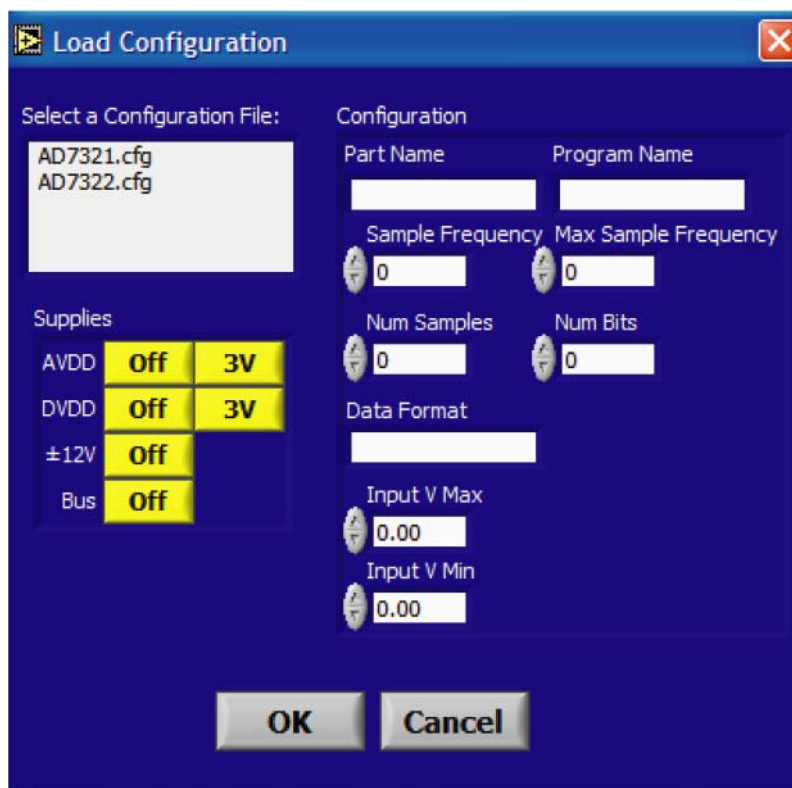 Load Configuration
Select a Configuration File:
AD7321.cfg
AD7322.cfg
Supplies
AVDD Off 3V
DVDD Off 3V
±12V Off
Bus Off
Configuration
Part Name Program Name
Sample Frequency Max Sample Frequency
0 0
Num Samples Num Bits
0 0
Data Format
Input V Max
0.00
Input V Min
0.00
OK Cancel